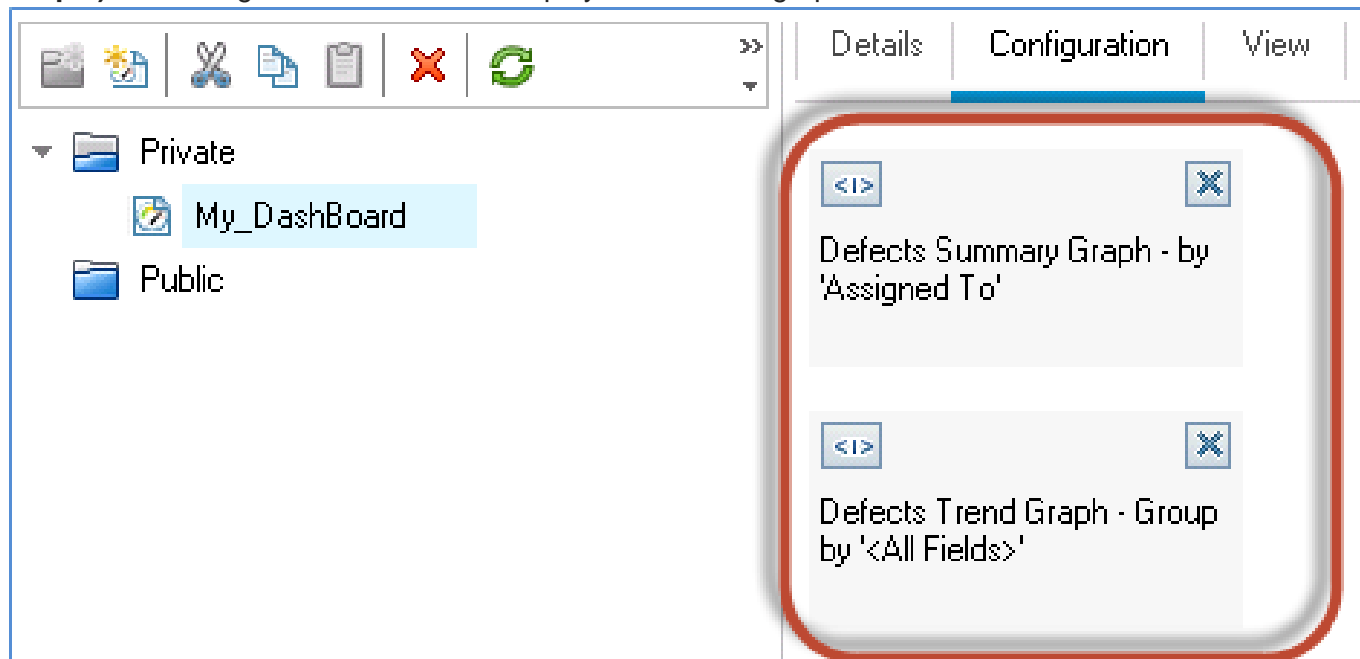 Details Configuration View
Private
My_DashBoard
Public
Defects Summary Graph - by
'Assigned To'
Defects Trend Graph - Group
by '<All Fields>'